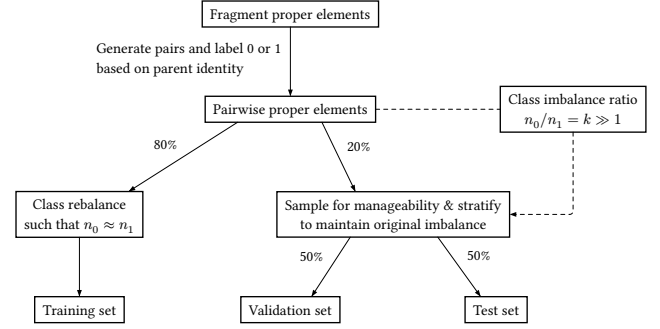 Fragment proper elements
Generate pairs and label 0 or 1
based on parent identity
Pairwise proper elements
Class imbalance ratio
n₀/n₁ = k ≫ 1
80%
20%
Class rebalance
such that n₀ ≈ n₁
Sample for manageability & stratify
to maintain original imbalance
50%
50%
Training set
Validation set
Test set